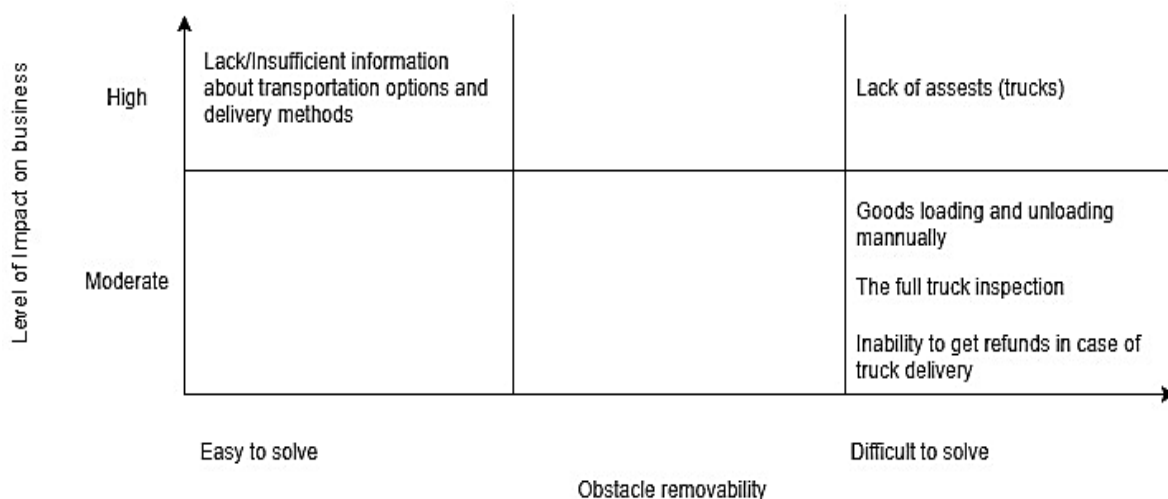 Level of Impact on business
High
Lack/Insufficient information
about transportation options and
delivery methods
Lack of assests (trucks)
Moderate
Goods loading and unloading
mannually
The full truck inspection
Inability to get refunds in case of
truck delivery
Easy to solve
Difficult to solve
Obstacle removability